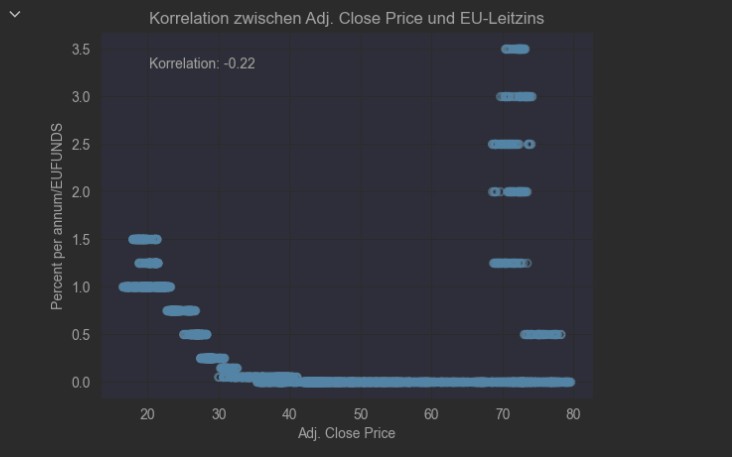 Korrelation zwischen Adj. Close Price und EU-Leitzins
Korrelation: -0.22
Percent per annum/EUFUNDS
3.5
3.0
2.5
2.0
1.5
1.0
0.5
0.0
20 30 40 50 60 70 80
Adj. Close Price